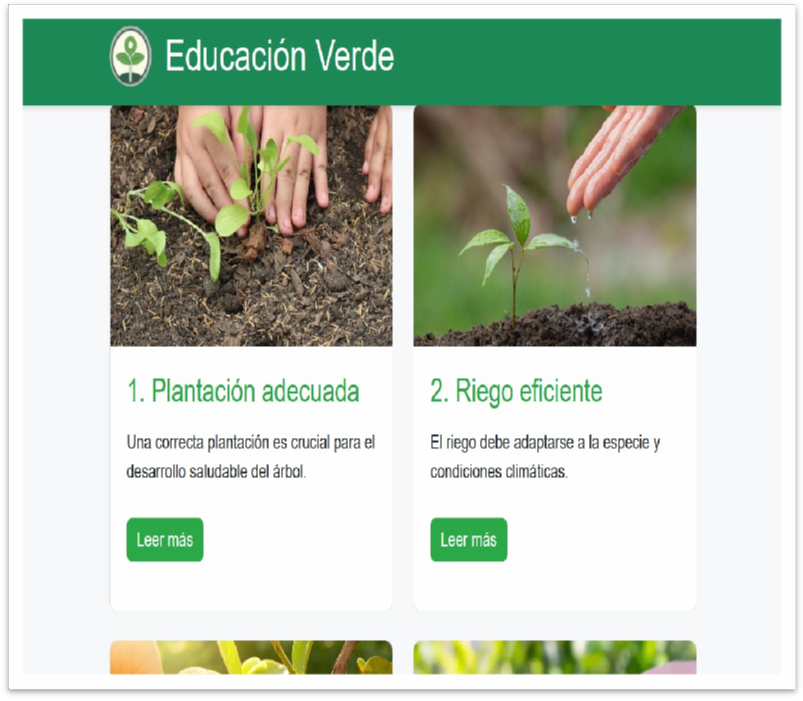 Educación Verde
1. Plantación adecuada
Una correcta plantación es crucial para el
desarrollo saludable del árbol.
Leer más
2. Riego eficiente
El riego debe adaptarse a la especie y
condiciones climáticas.
Leer más